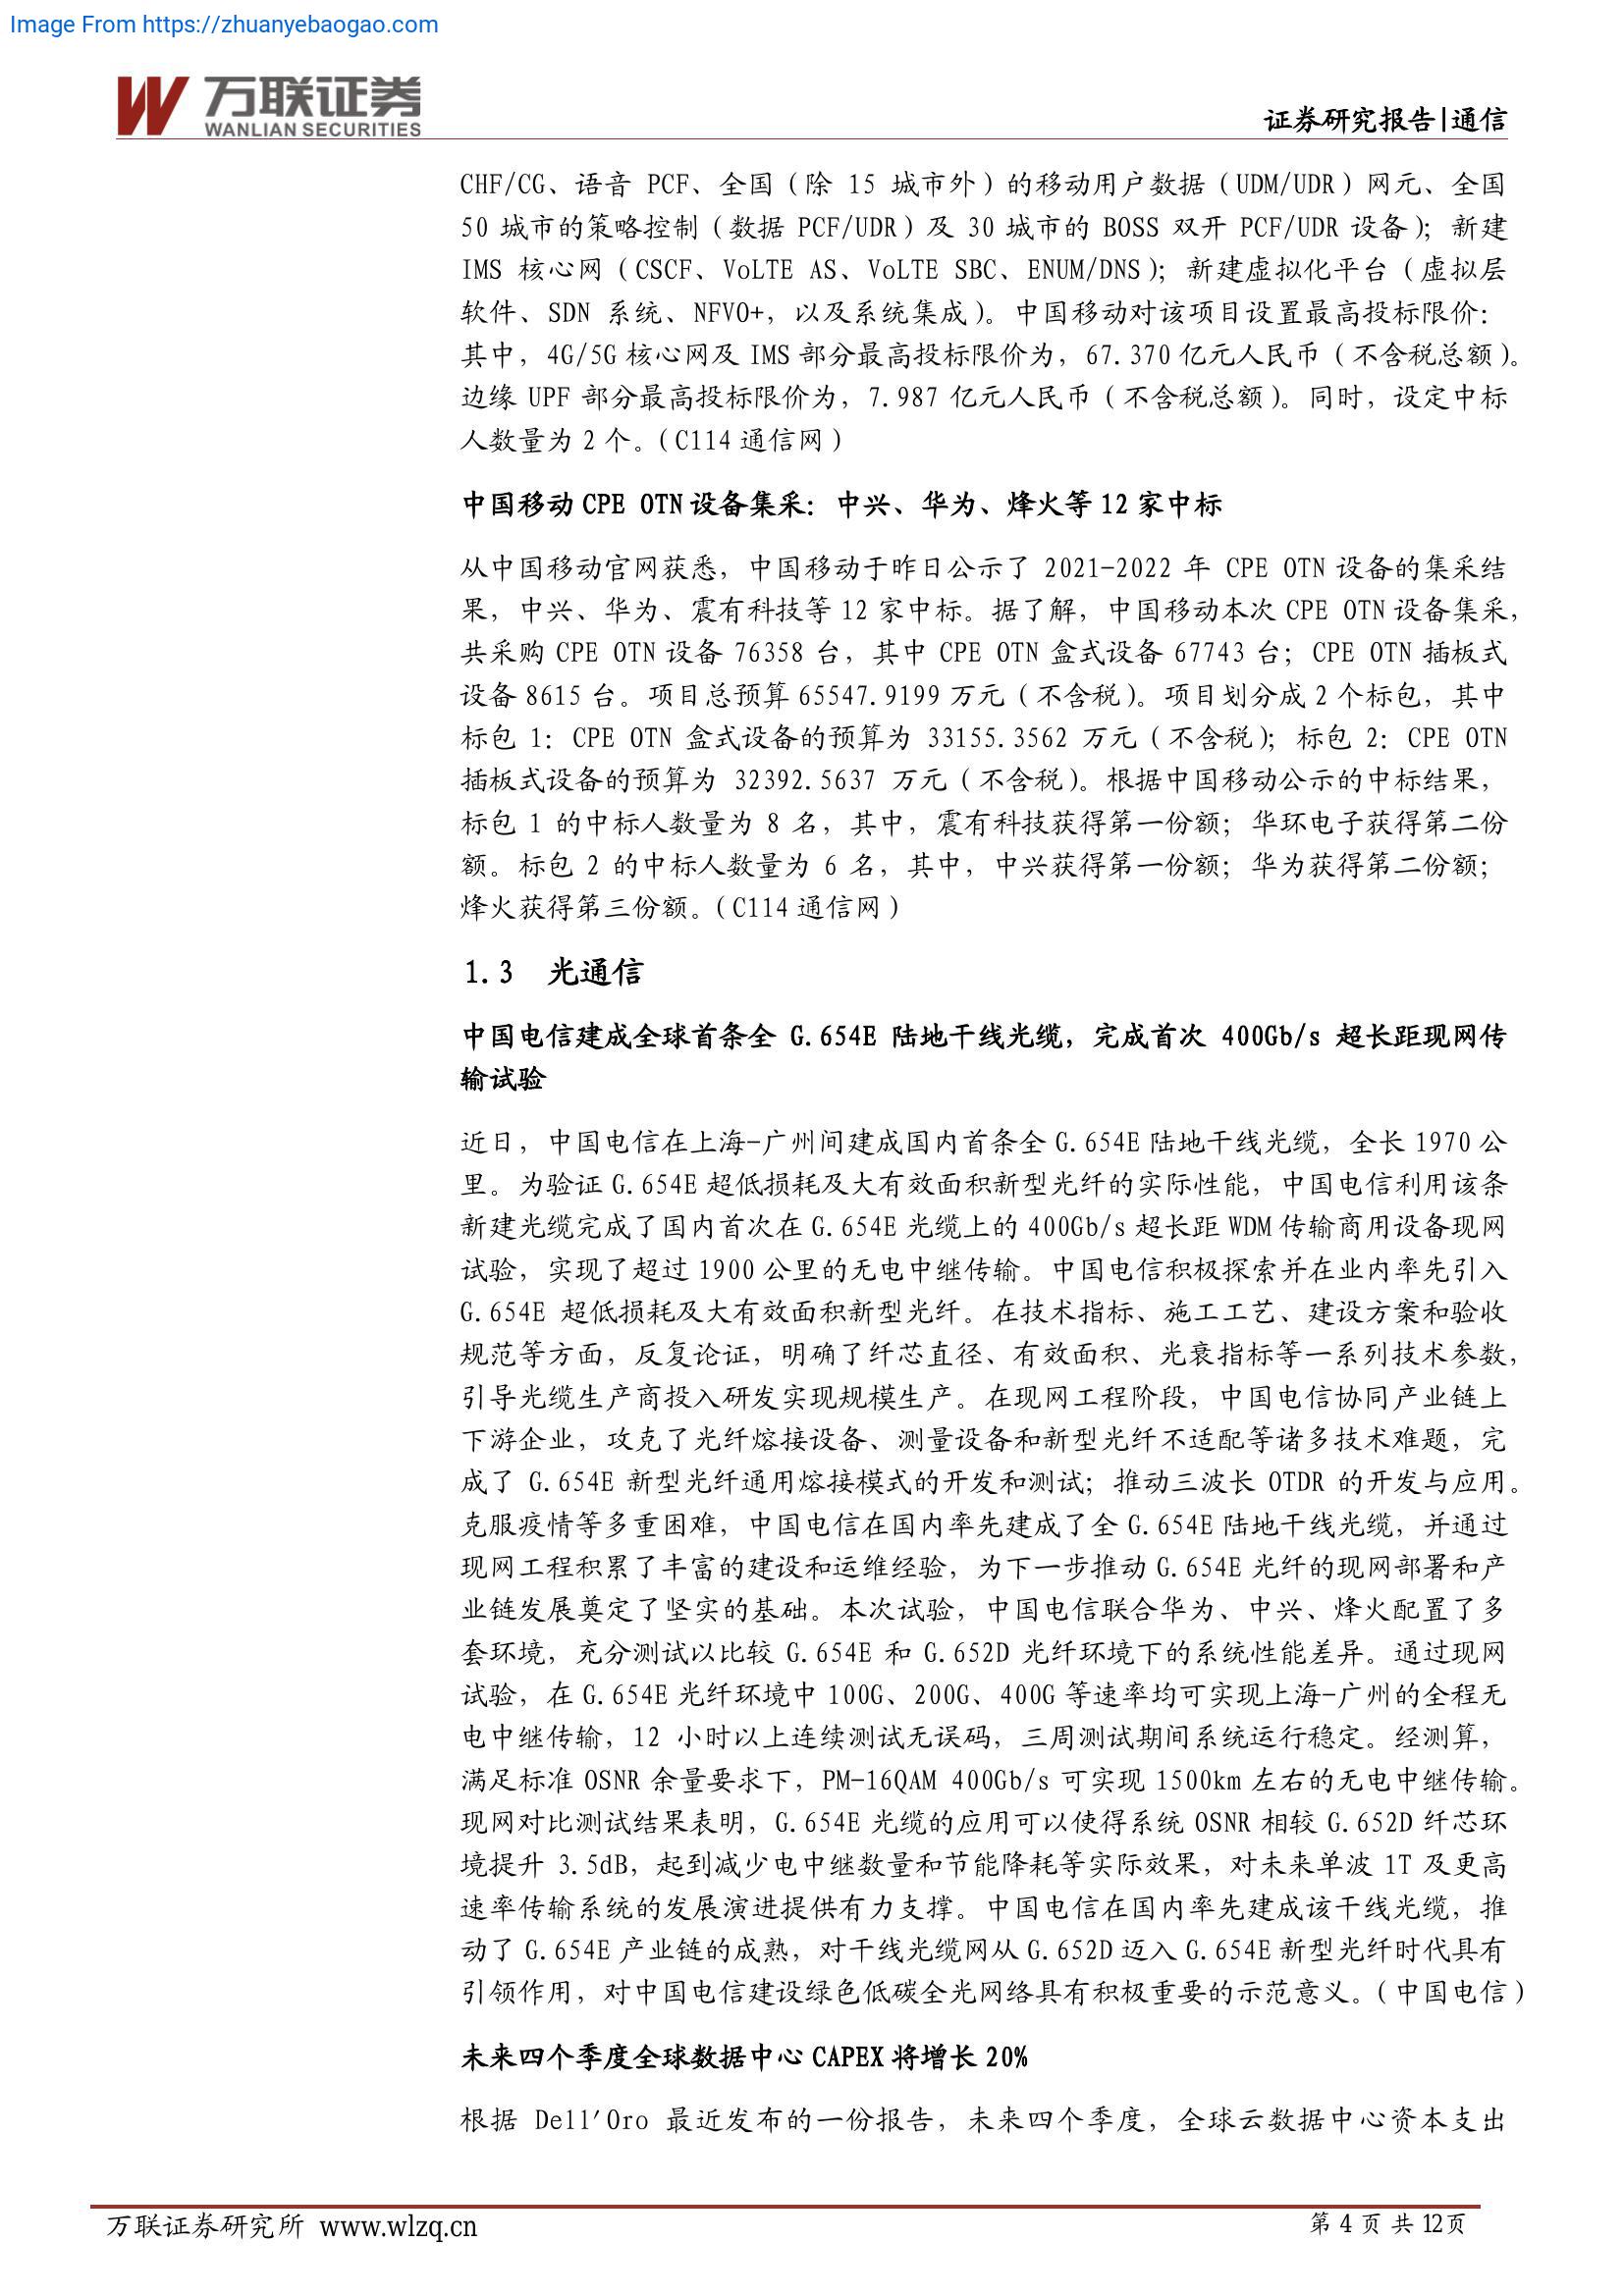 Image From https://zhuanyebaogao.com
万联证券
WANLIAN SECURITIES
证券研究报告|通信
CHF/CG、语音 PCF、全国（除 15 城市外）的移动用户数据（UDM/UDR）网元、全国
50 城市的策略控制（数据 PCF/UDR）及 30 城市的 BOSS 双开 PCF/UDR 设备）；新建
IMS 核心网（CSCF、VoLTE AS、VoLTE SBC、ENUM/DNS）；新建虚拟化平台（虚拟层
软件、SDN 系统、NFVO+，以及系统集成）。中国移动对该项目设置最高投标限价：
其中，4G/5G 核心网及 IMS 部分最高投标限价为，67.370 亿元人民币（不含税总额）。
边缘 UPF 部分最高投标限价为，7.987 亿元人民币（不含税总额）。同时，设定中标
人数量为 2 个。（C114 通信网）
中国移动 CPE OTN 设备集采：中兴、华为、烽火等 12 家中标
从中国移动官网获悉，中国移动于昨日公示了 2021-2022 年 CPE OTN 设备的集采结
果，中兴、华为、震有科技等 12 家中标。据了解，中国移动本次 CPE OTN 设备集采，
共采购 CPE OTN 设备 76358 台，其中 CPE OTN 盒式设备 67743 台；CPE OTN 插板式
设备 8615 台。项目总预算 65547.9199 万元（不含税）。项目划分成 2 个标包，其中
标包 1：CPE OTN 盒式设备的预算为 33155.3562 万元（不含税）；标包 2：CPE OTN
插板式设备的预算为 32392.5637 万元（不含税）。根据中国移动公示的中标结果，
标包 1 的中标人数量为 8 名，其中，震有科技获得第一份额；华环电子获得第二份
额。标包 2 的中标人数量为 6 名，其中，中兴获得第一份额；华为获得第二份额；
烽火获得第三份额。（C114 通信网）
1.3 光通信
中国电信建成全球首条全 G.654E 陆地干线光缆，完成首次 400Gb/s 超长距现网传
输试验
近日，中国电信在上海-广州间建成国内首条全 G.654E 陆地干线光缆，全长 1970 公
里。为验证 G.654E 超低损耗及大有效面积新型光纤的实际性能，中国电信利用该条
新建光缆完成了国内首次在 G.654E 光缆上的 400Gb/s 超长距 WDM 传输商用设备现网
试验，实现了超过 1900 公里的无电中继传输。中国电信积极探索并在业内率先引入
G.654E 超低损耗及大有效面积新型光纤。在技术指标、施工工艺、建设方案和验收
规范等方面，反复论证，明确了纤芯直径、有效面积、光衰指标等一系列技术参数，
引导光缆生产商投入研发实现规模生产。在现网工程阶段，中国电信协同产业链上
下游企业，攻克了光纤熔接设备、测量设备和新型光纤不适配等诸多技术难题，完
成了 G.654E 新型光纤通用熔接模式的开发和测试；推动三波长 OTDR 的开发与应用。
克服疫情等多重困难，中国电信在国内率先建成了全 G.654E 陆地干线光缆，并通过
现网工程积累了丰富的建设和运维经验，为下一步推动 G.654E 光纤的现网部署和产
业链发展奠定了坚实的基础。本次试验，中国电信联合华为、中兴、烽火配置了多
套环境，充分测试以比较 G.654E 和 G.652D 光纤环境下的系统性能差异。通过现网
试验，在 G.654E 光纤环境中 100G、200G、400G 等速率均可实现上海-广州的全程无
电中继传输，12 小时以上连续测试无误码，三周测试期间系统运行稳定。经测算，
满足标准 OSNR 余量要求下，PM-16QAM 400Gb/s 可实现 1500km 左右的无电中继传输。
现网对比测试结果表明，G.654E 光缆的应用可以使得系统 OSNR 相较 G.652D 纤芯环
境提升 3.5dB，起到减少电中继数量和节能降耗等实际效果，对未来单波 1T 及更高
速率传输系统的发展演进提供有力支撑。中国电信在国内率先建成该干线光缆，推
动了 G.654E 产业链的成熟，对干线光缆网从 G.652D 迈入 G.654E 新型光纤时代具有
引领作用，对中国电信建设绿色低碳全光网络具有积极重要的示范意义。（中国电信）
未来四个季度全球数据中心 CAPEX 将增长 20%
根据 Dell'Oro 最近发布的一份报告，未来四个季度，全球云数据中心资本支出
万联证券研究所 www.wlzq.cn
第 4 页 共 12页